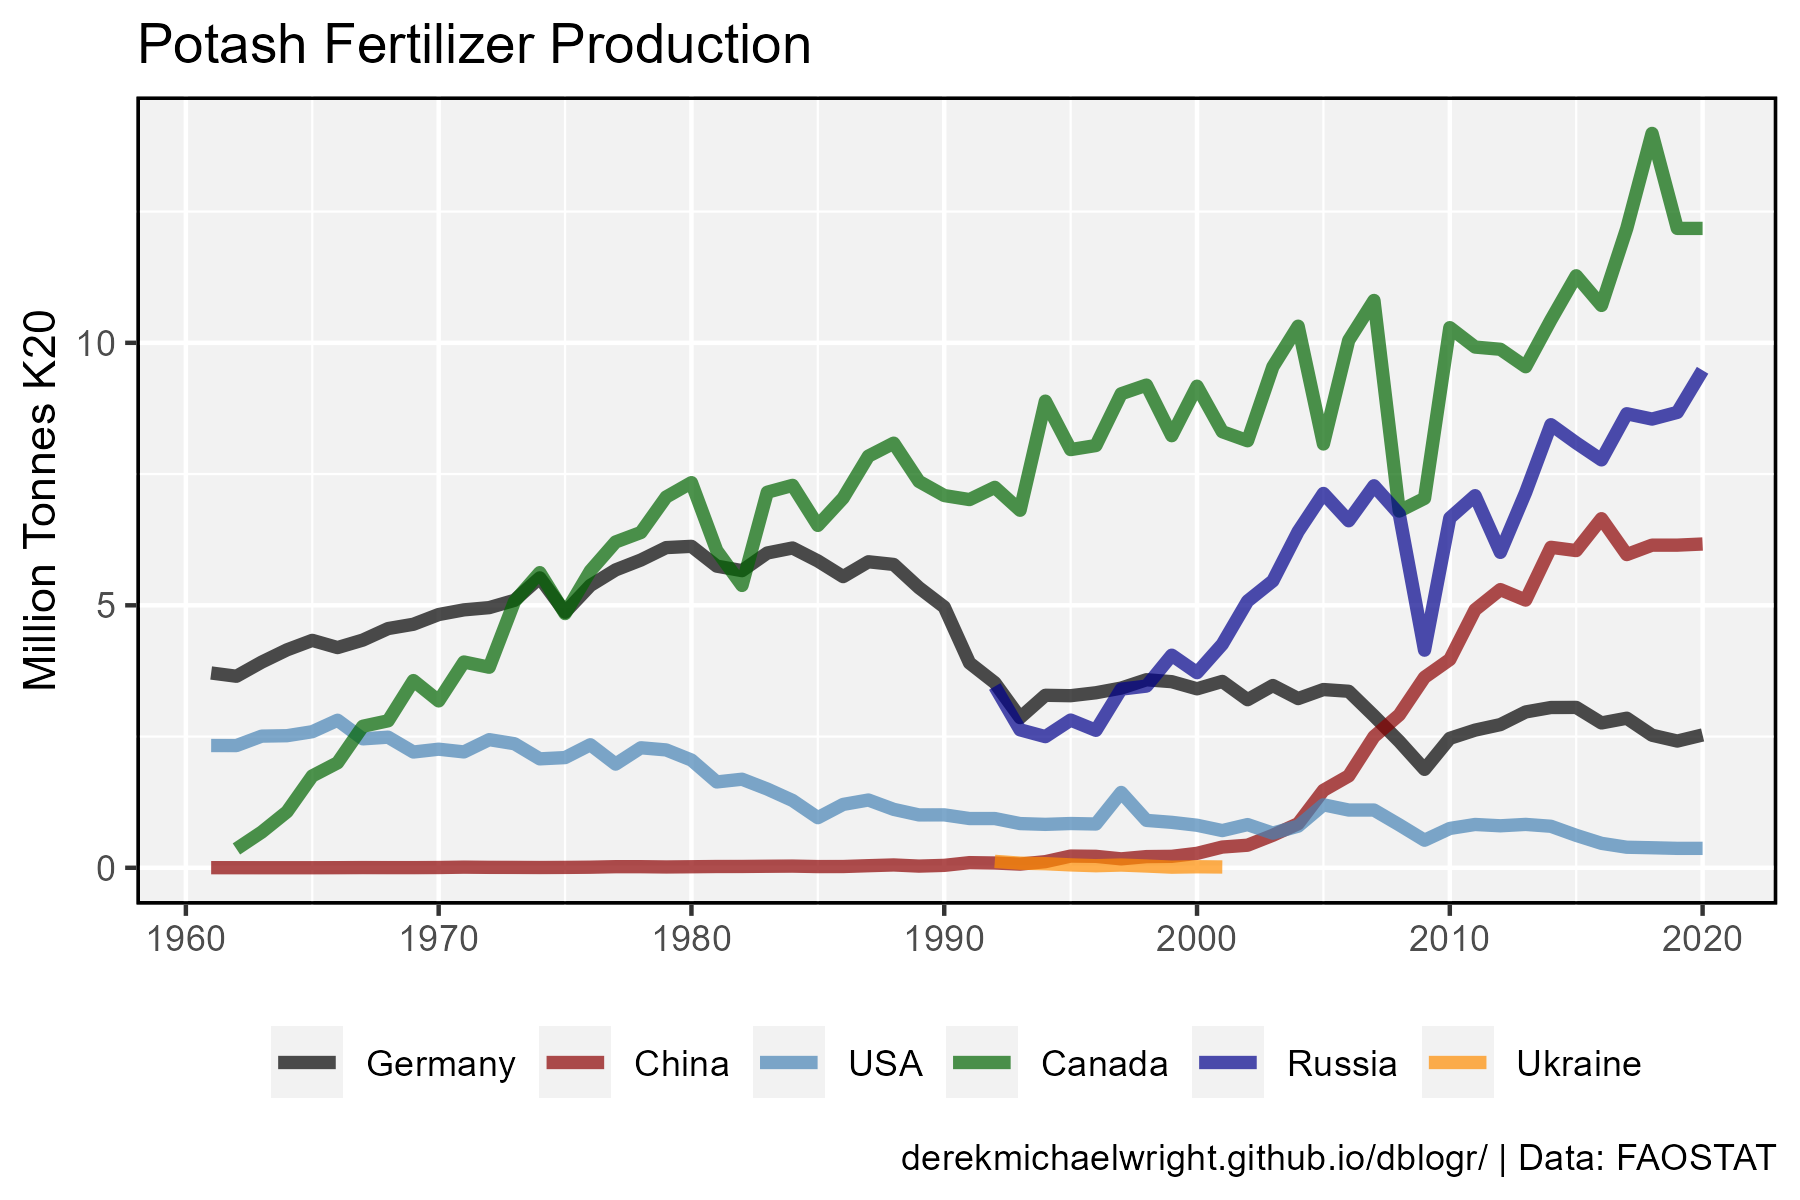 Potash Fertilizer Production
Million Tonnes K20
10
5
0
1960 1970 1980 1990 2000 2010 2020
Germany China USA Canada Russia Ukraine
derekmichaelwright.github.io/dblogr/ | Data: FAOSTAT